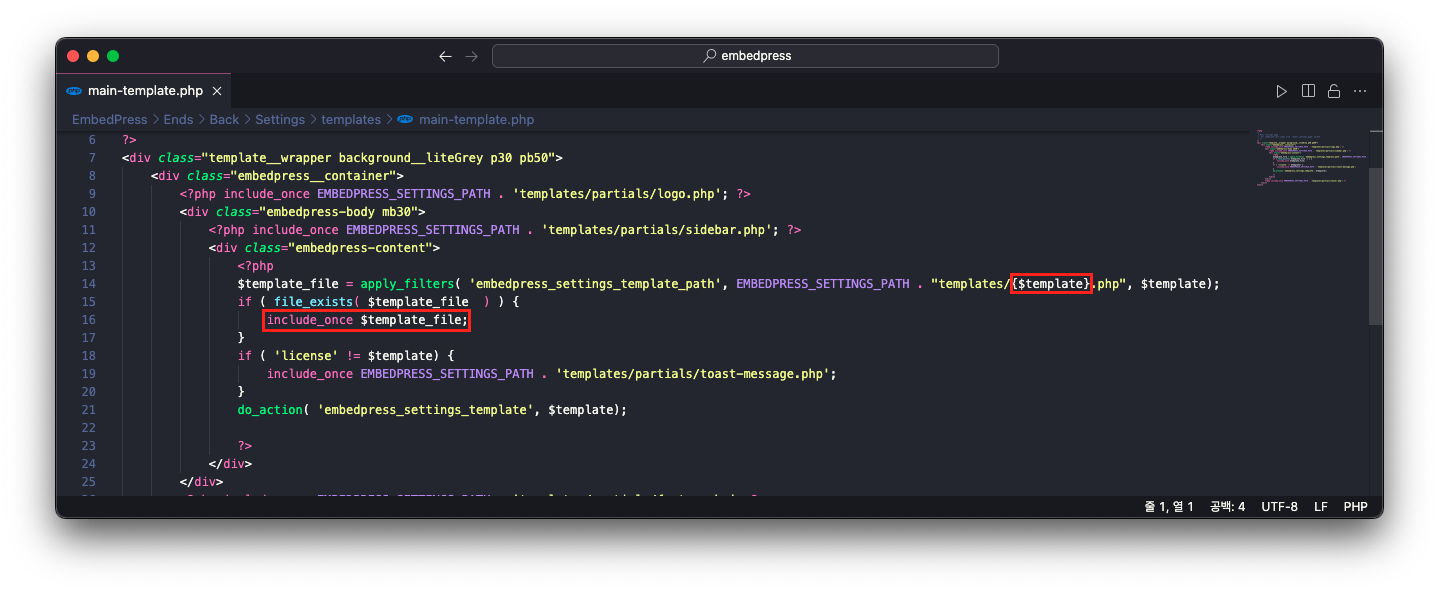 embedpress
main-template.php
EmbedPress > Ends > Back > Settings > templates > main-template.php
6 ?>
7 <div class="template__wrapper background__liteGrey p30 pb50">
8 <div class="embedpress__container">
9 <?php include_once EMBEDPRESS_SETTINGS_PATH . 'templates/partials/logo.php'; ?>
10 <div class="embedpress-body mb30">
11 <?php include_once EMBEDPRESS_SETTINGS_PATH . 'templates/partials/sidebar.php'; ?>
12 <div class="embedpress-content">
13 <?php
14 $template_file = apply_filters( 'embedpress_settings_template_path', EMBEDPRESS_SETTINGS_PATH . "templates/{$template}.php", $template);
15 if ( file_exists( $template_file  ) ) {
16 include_once $template_file;
17 }
18 if ( 'license' != $template) {
19 include_once EMBEDPRESS_SETTINGS_PATH . 'templates/partials/toast-message.php';
20 }
21 do_action( 'embedpress_settings_template', $template);
22
23 ?>
24 </div>
25 </div>
줄 1, 열 1 공백: 4 UTF-8 LF PHP